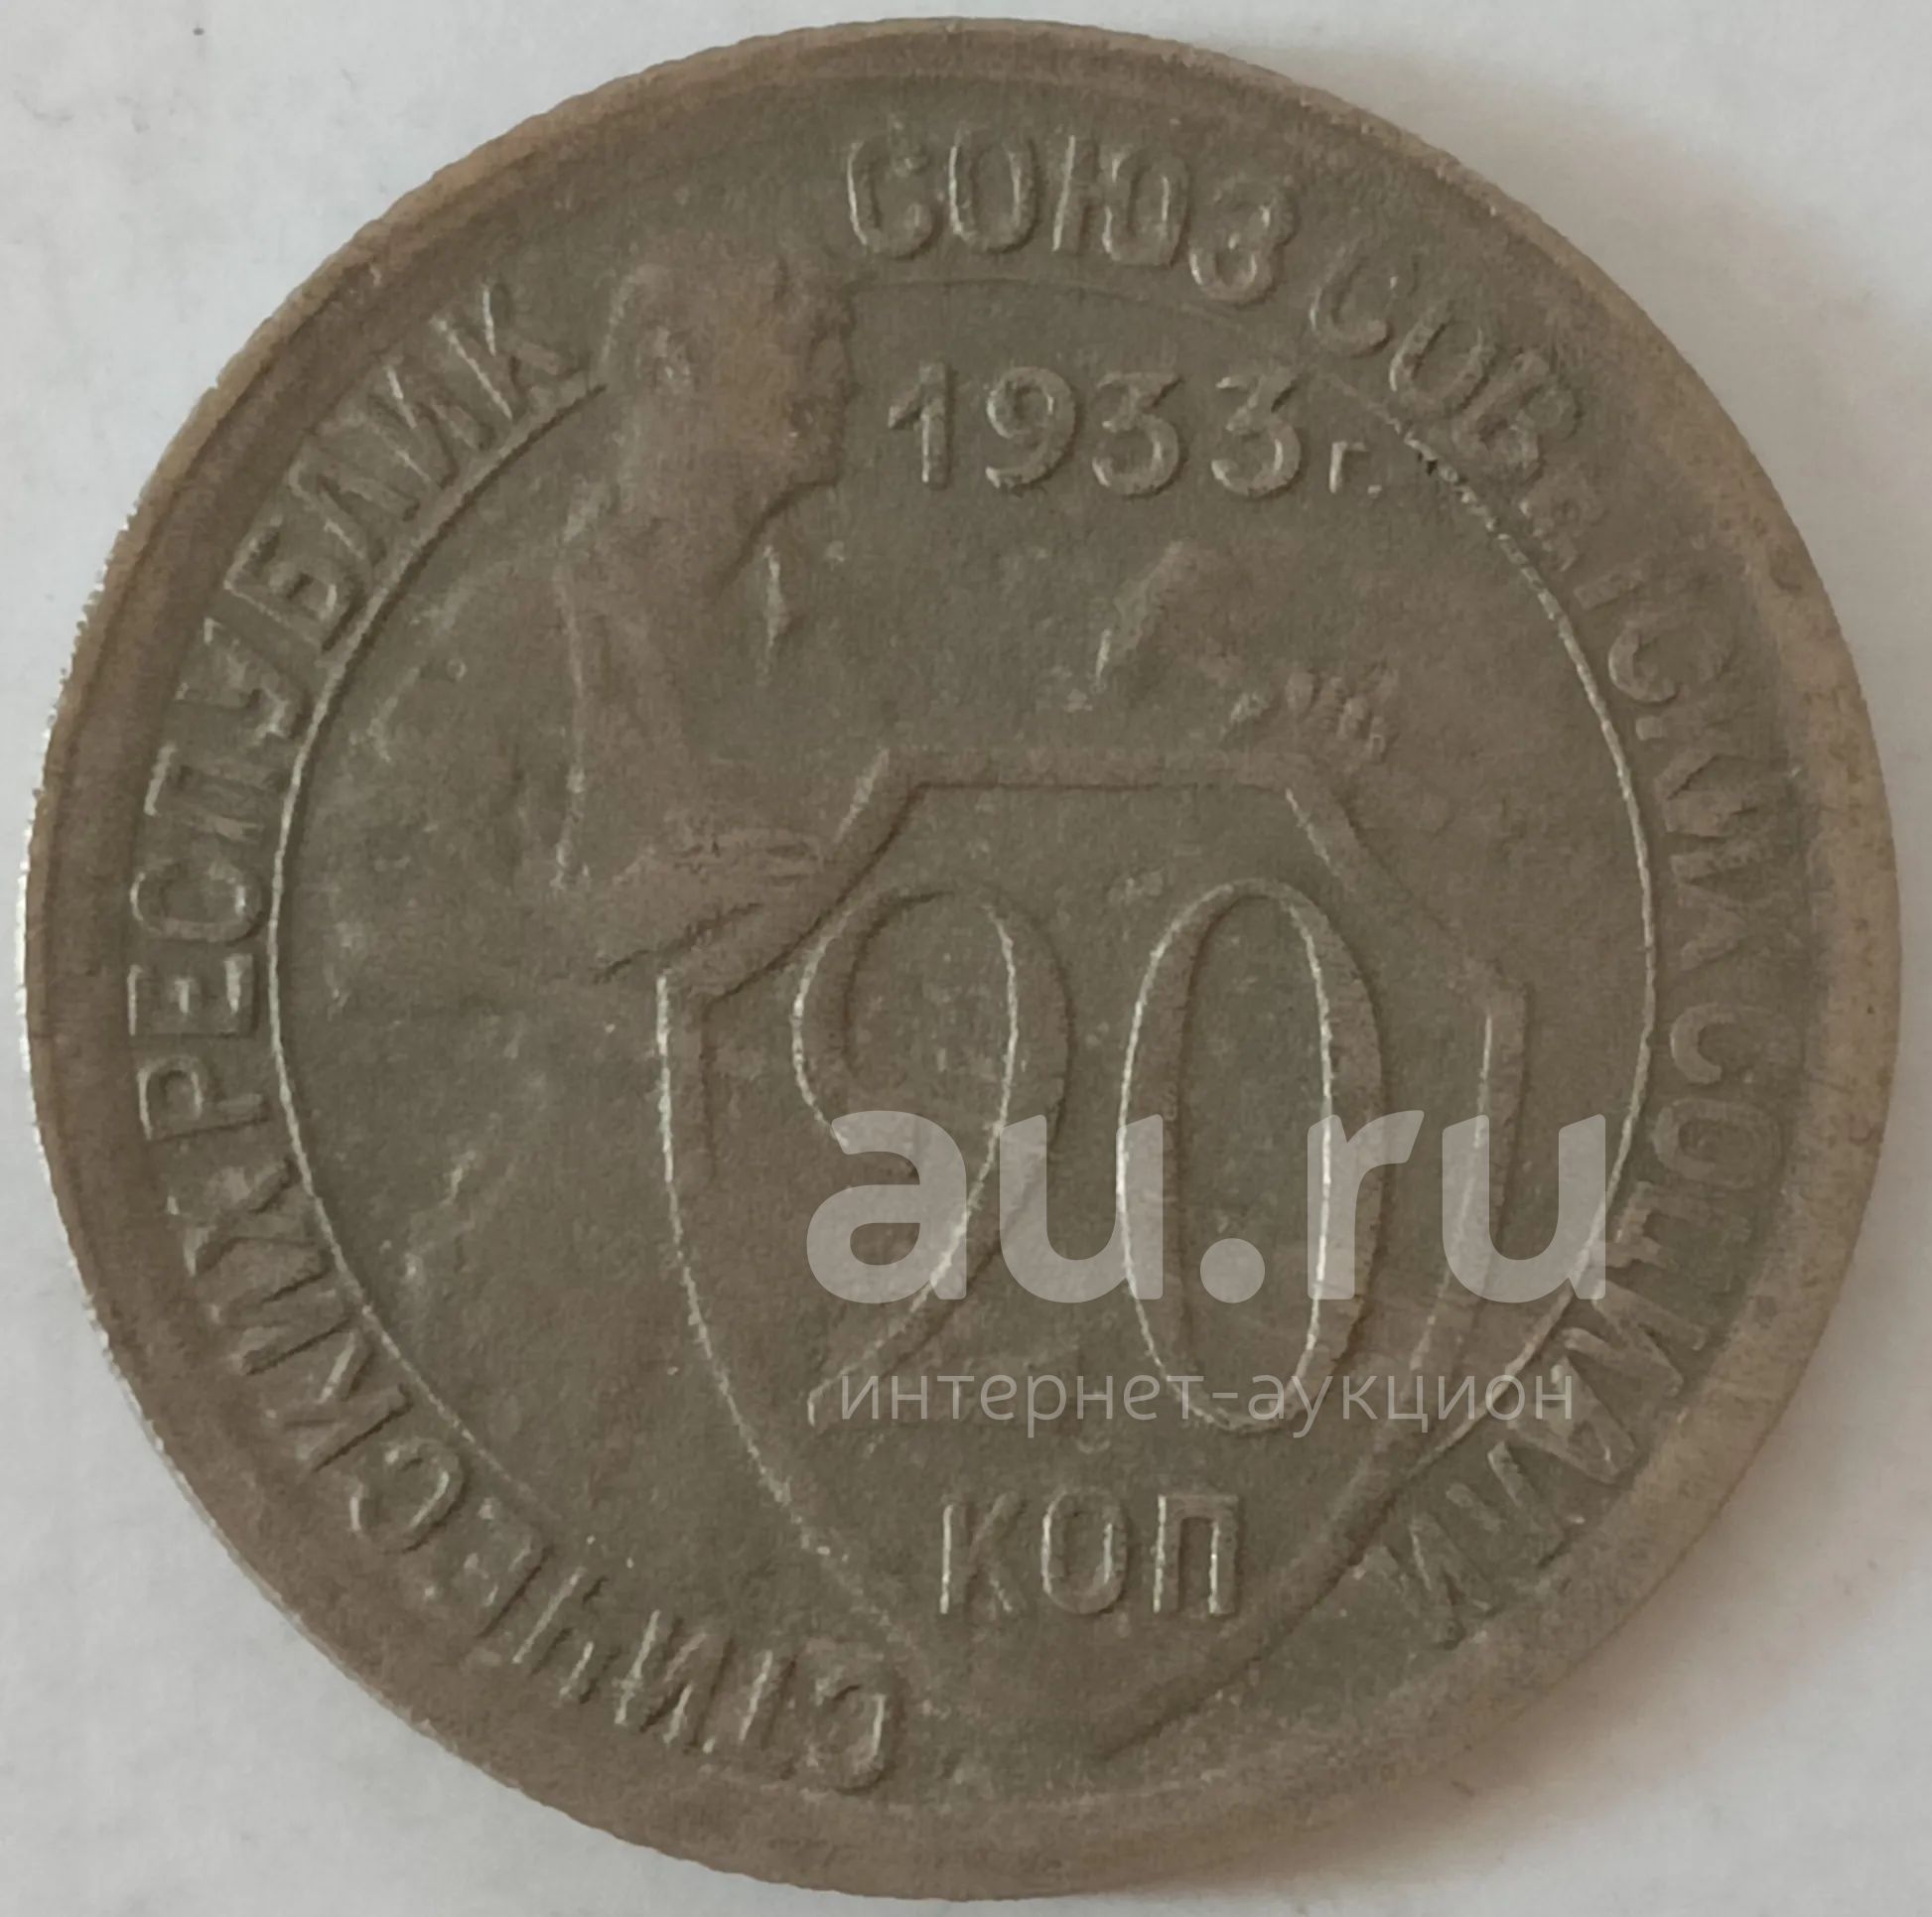 СОЮЗ СОВЕТСКИХ СОЦИАЛИСТИЧЕСКИХ РЕСПУБЛИК
1933 г.
20
КОП
au.ru
интернет-аукцион